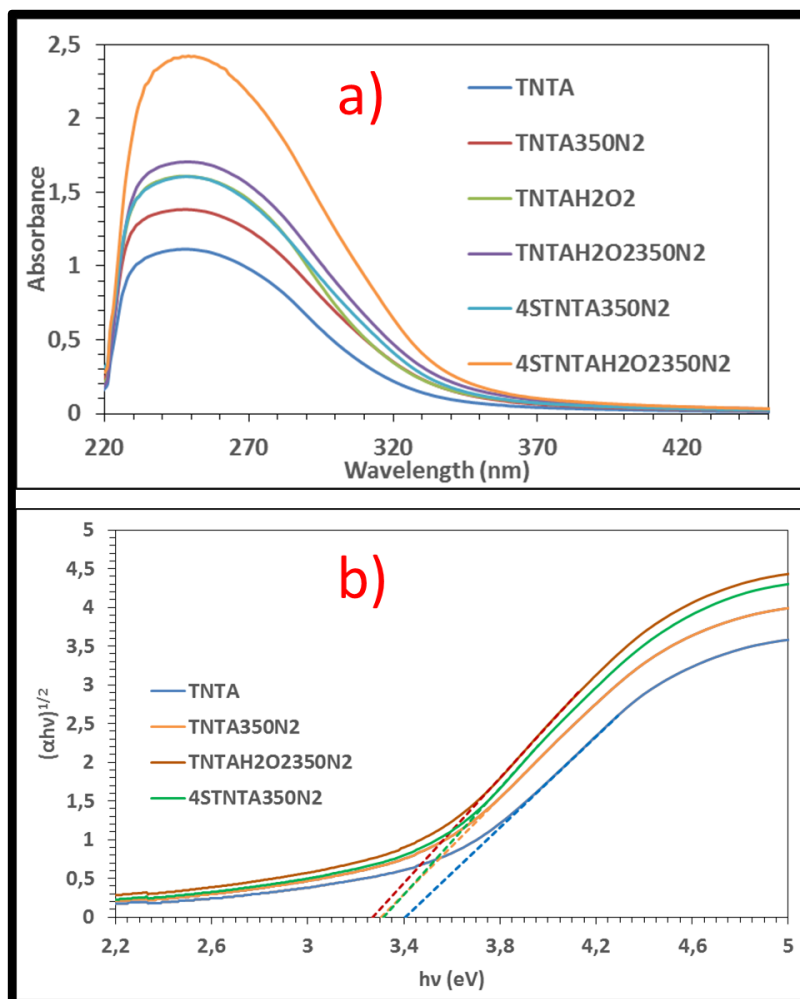 a)
2,5
2
1,5
1
0,5
0
Absorbance
TNTA
TNTA350N2
TNTAH2O2
TNTAH2O2350N2
4STNTA350N2
4STNTAH2O2350N2
220 270 320 370 420
Wavelength (nm)
b)
5
4,5
4
3,5
3
2,5
2
1,5
1
0,5
0
(αhν)1/2
TNTA
TNTA350N2
TNTAH2O2350N2
4STNTA350N2
2,2 2,6 3 3,4 3,8 4,2 4,6 5
hν (eV)